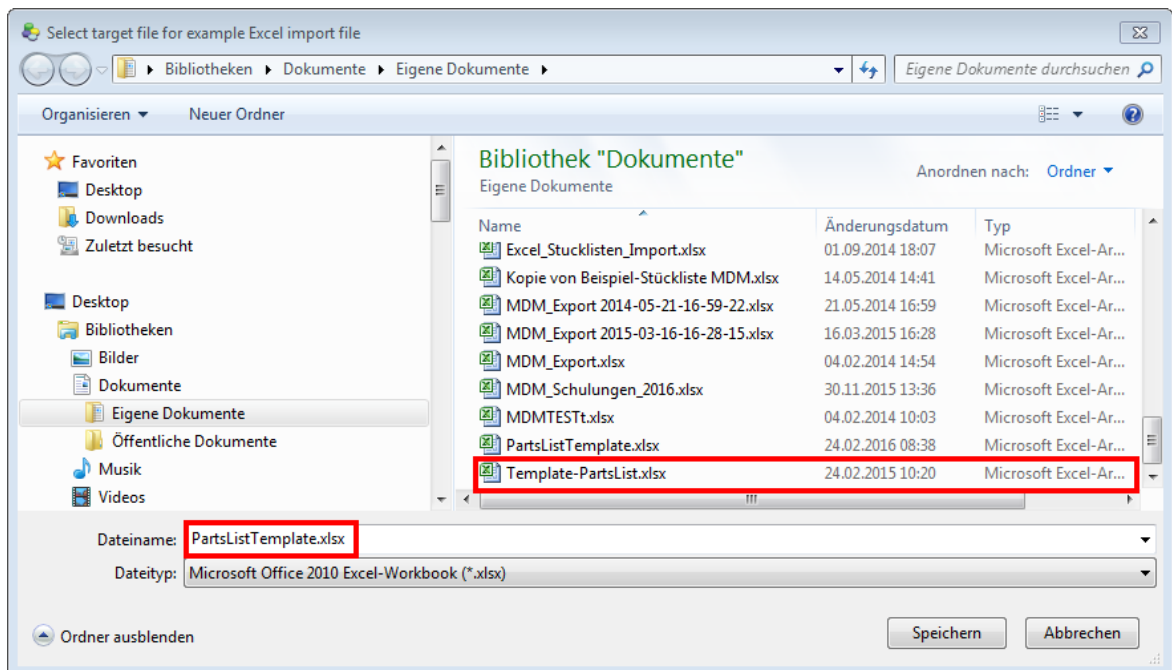 Select target file for example Excel import file
Bibliotheken Dokumente Eigene Dokumente
Eigene Dokumente durchsuchen
Organisieren Neuer Ordner
Favoriten
Desktop
Downloads
Zuletzt besucht
Desktop
Bibliotheken
Bilder
Dokumente
Eigene Dokumente
Öffentliche Dokumente
Musik
Videos
Bibliothek "Dokumente"
Eigene Dokumente
Anordnen nach: Ordner
Name Änderungsdatum Typ
Excel_Stucklisten_Import.xlsx 01.09.2014 18:07 Microsoft Excel-Ar...
Kopie von Beispiel-Stückliste MDM.xlsx 14.05.2014 14:41 Microsoft Excel-Ar...
MDM_Export 2014-05-21-16-59-22.xlsx 21.05.2014 16:59 Microsoft Excel-Ar...
MDM_Export 2015-03-16-16-28-15.xlsx 16.03.2015 16:28 Microsoft Excel-Ar...
MDM_Export.xlsx 04.02.2014 14:54 Microsoft Excel-Ar...
MDM_Schulungen_2016.xlsx 30.11.2015 13:36 Microsoft Excel-Ar...
MDMTESTt.xlsx 04.02.2014 10:03 Microsoft Excel-Ar...
PartsListTemplate.xlsx 24.02.2016 08:38 Microsoft Excel-Ar...
Template-PartsList.xlsx 24.02.2015 10:20 Microsoft Excel-Ar...
Dateiname: PartsListTemplate.xlsx
Dateityp: Microsoft Office 2010 Excel-Workbook (*.xlsx)
Ordner ausblenden
Speichern Abbrechen